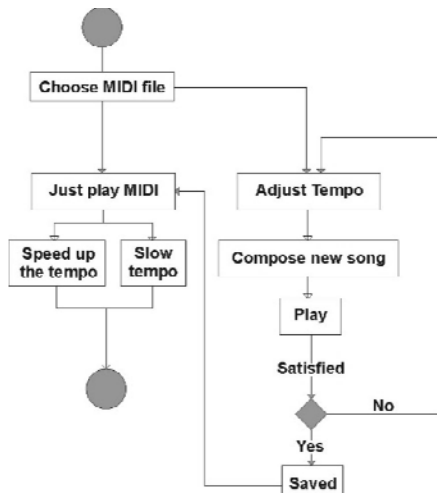 Choose MIDI file
Just play MIDI
Adjust Tempo
Speed up
the tempo
Slow
tempo
Compose new song
Play
Satisfied
No
Yes
Saved